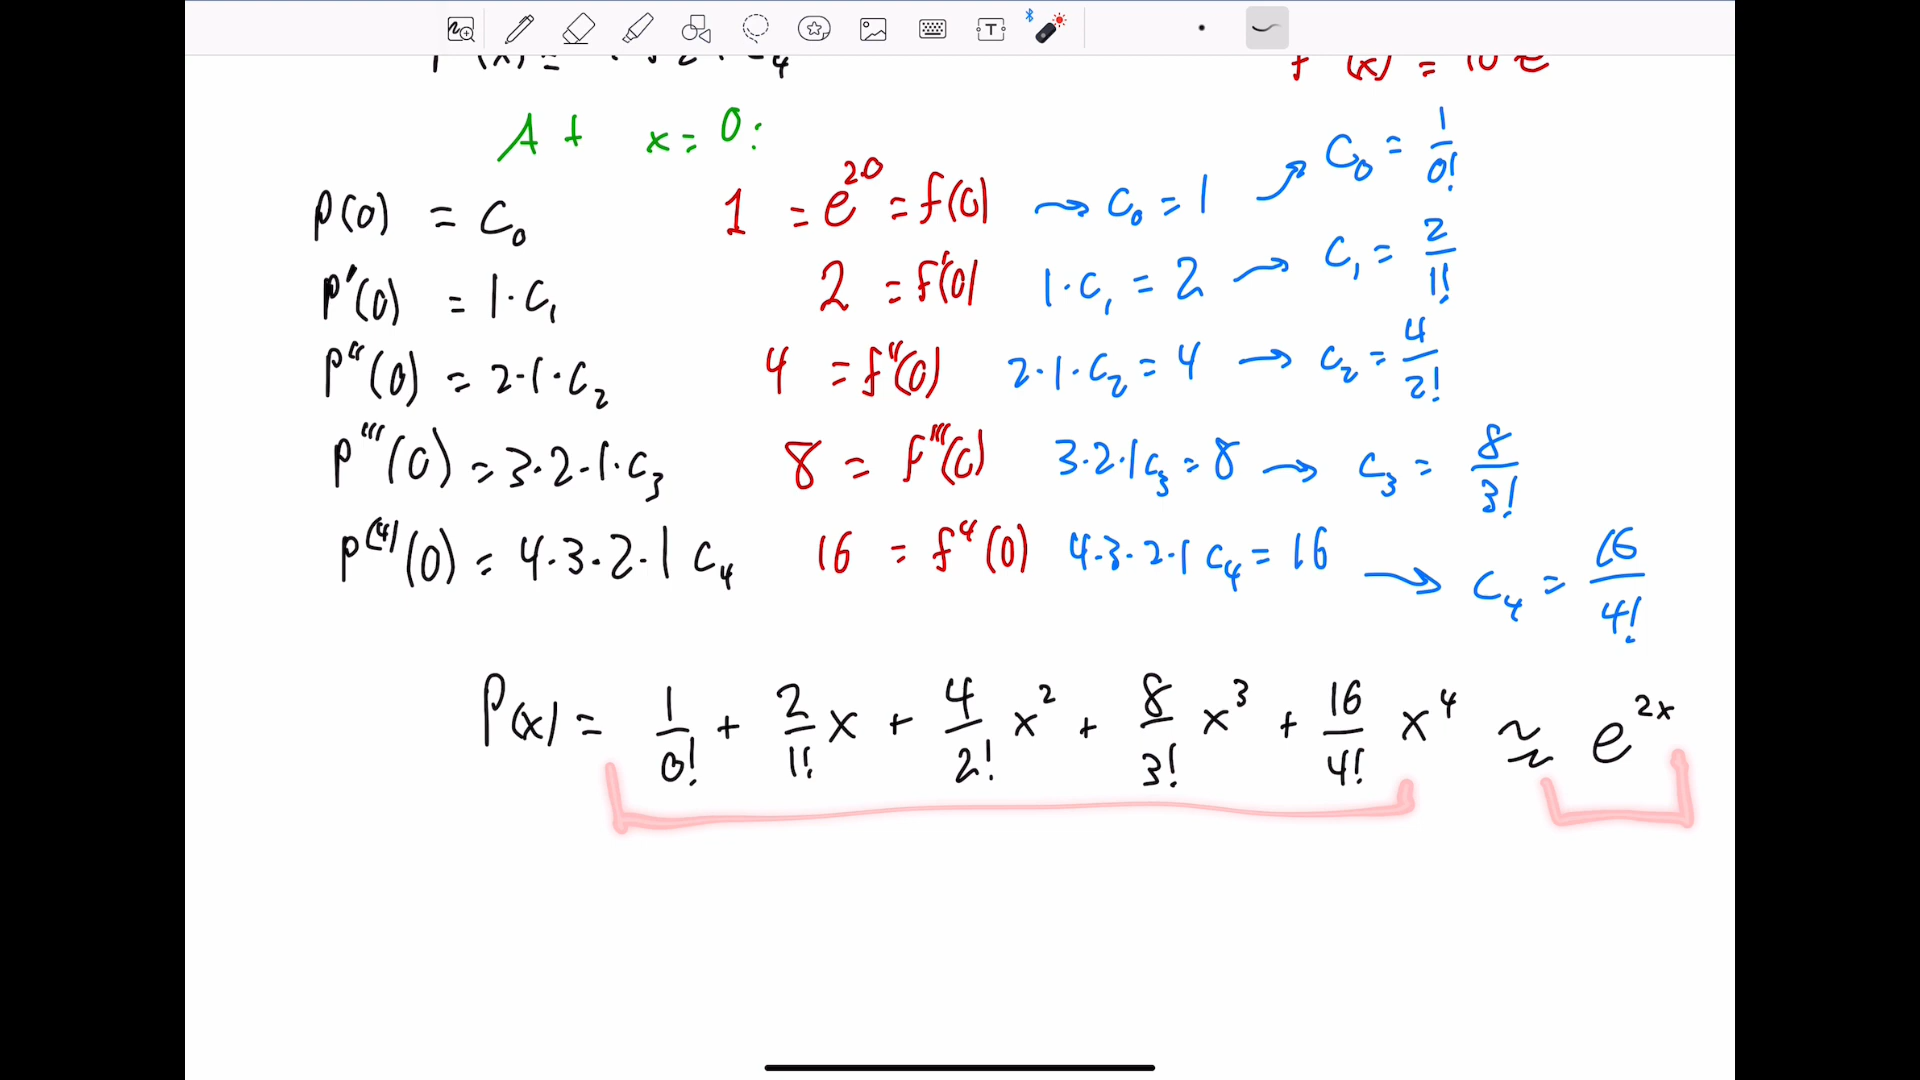 At x = 0:
P(0) = C₀ 1 = e^{2·0} = f(0) → C₀ = 1 → C₀ = 1/0!
P'(0) = 1·C₁ 2 = f'(0) 1·C₁ = 2 → C₁ = 2/1!
P''(0) = 2·1·C₂ 4 = f''(0) 2·1·C₂ = 4 → C₂ = 4/2!
P'''(0) = 3·2·1·C₃ 8 = f'''(0) 3·2·1C₃ = 8 → C₃ = 8/3!
P⁽⁴⁾(0) = 4·3·2·1 C₄ 16 = f⁴(0) 4·3·2·1 C₄ = 16 → C₄ = 16/4!
P(x) = 1/0! + 2/1! x + 4/2! x² + 8/3! x³ + 16/4! x⁴ ≈ e^{2x}